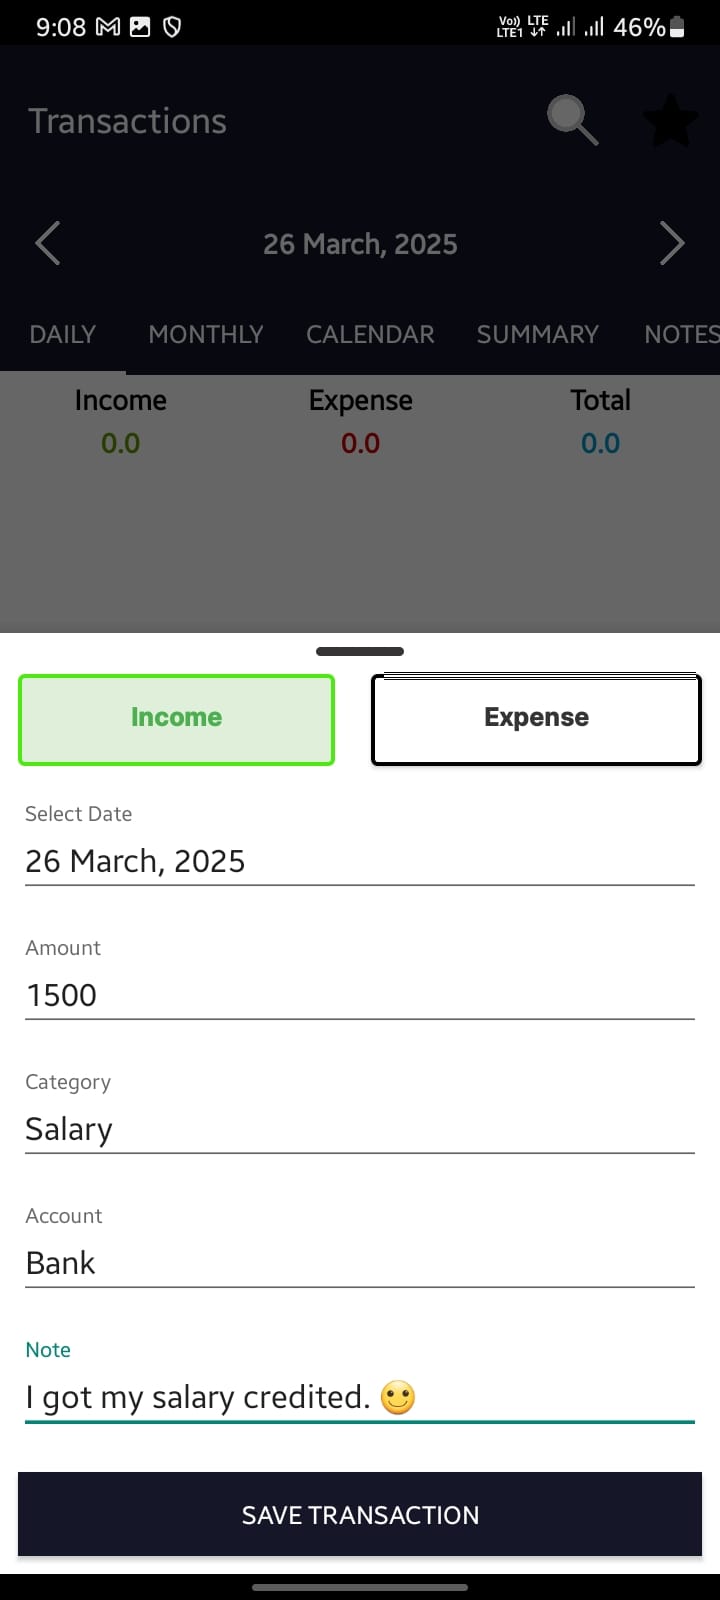 9:08 Vo)) LTE1 LTE 46%
Transactions
26 March, 2025
DAILY MONTHLY CALENDAR SUMMARY NOTES
Income Expense Total
0.0 0.0 0.0
Income Expense
Select Date
26 March, 2025
Amount
1500
Category
Salary
Account
Bank
Note
I got my salary credited. 🙂
SAVE TRANSACTION